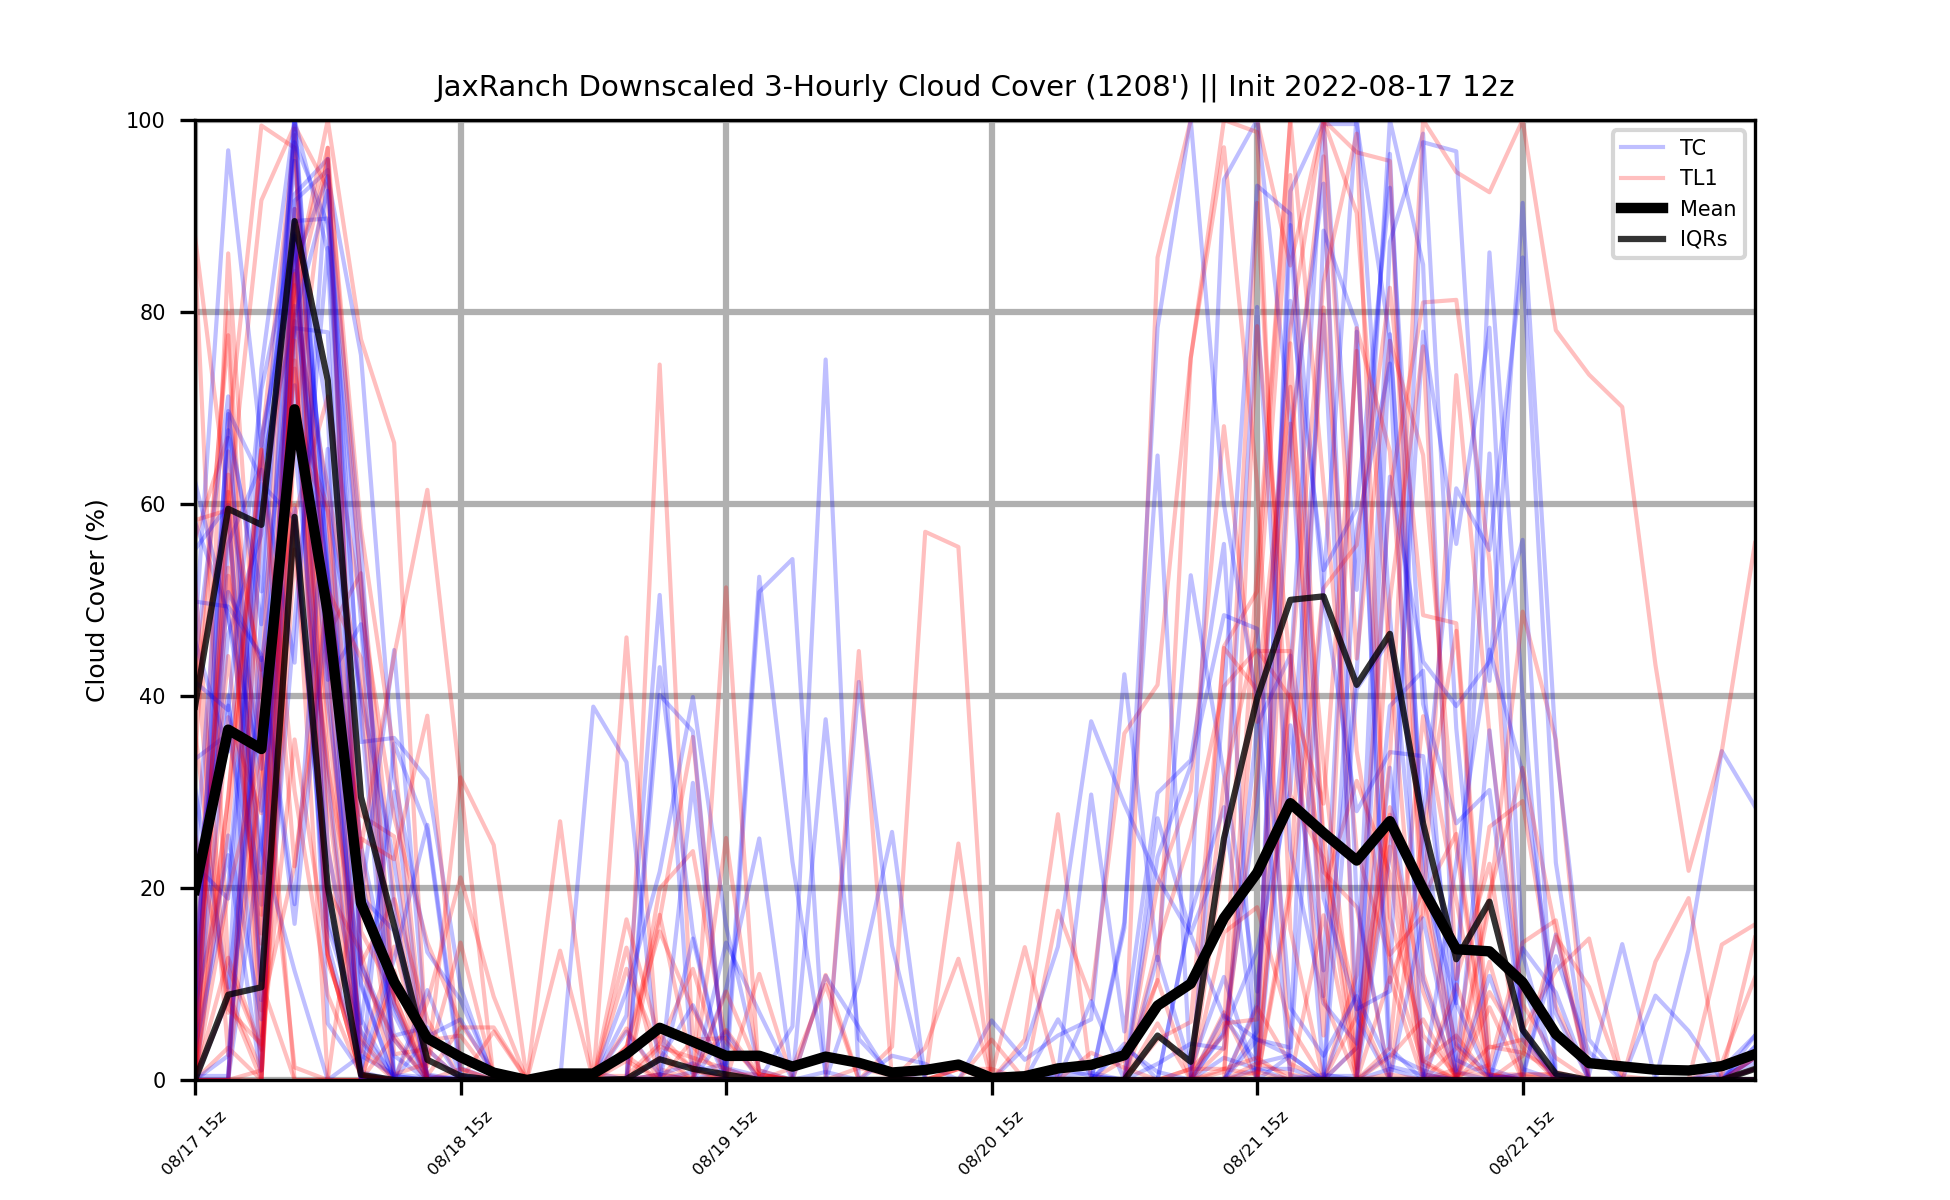 JaxRanch Downscaled 3-Hourly Cloud Cover (1208') || Init 2022-08-17 12z
Cloud Cover (%)
100
80
60
40
20
0
TC
TL1
Mean
IQRs
08/17 15z
08/18 15z
08/19 15z
08/20 15z
08/21 15z
08/22 15z